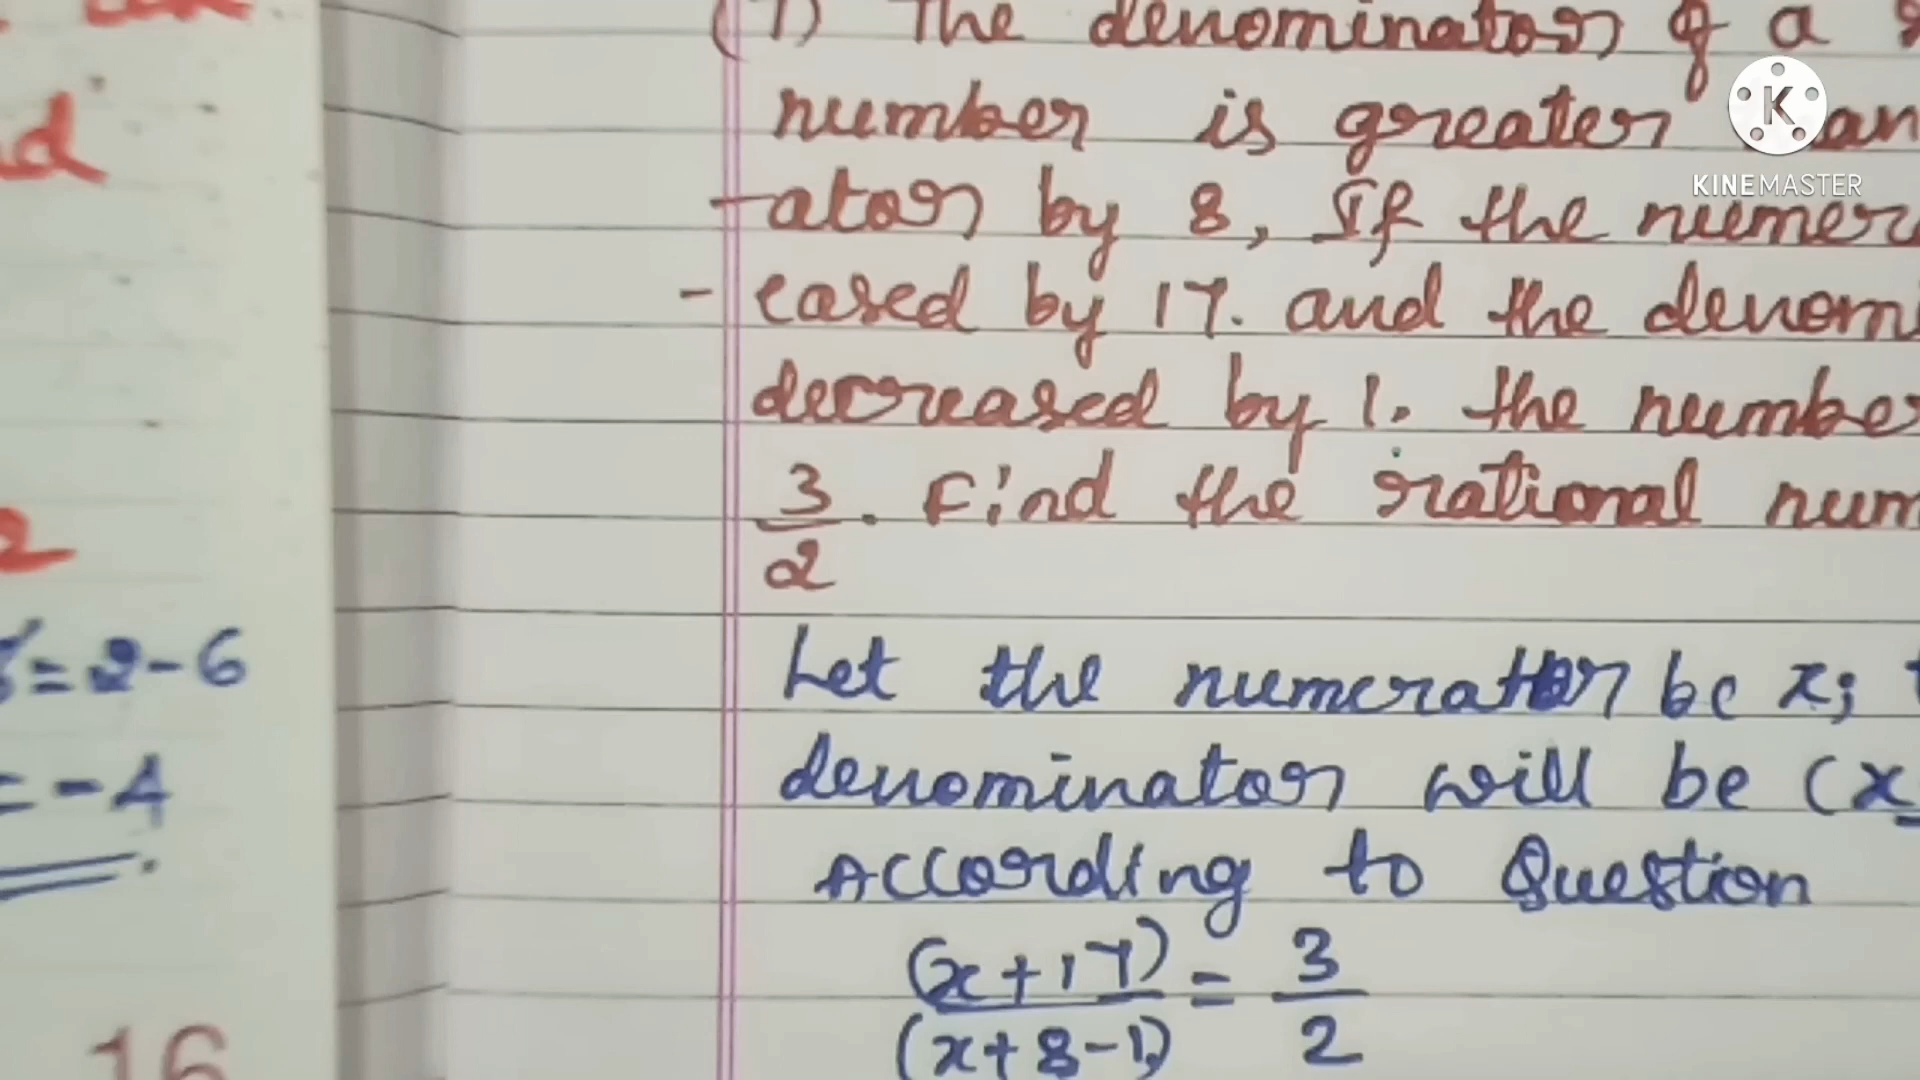 d
2
= 2 - 6
= - 4
16
(7) The denominator of a
number is greater
-ator by 8, If the numer
- eased by 17. and the denom
decreased by 1. the number
3/2. Find the rational num
Let the numerator be x;
denominator will be (x
According to Question
(x+17)/(x+8-1) = 3/2
K
KINEMASTER